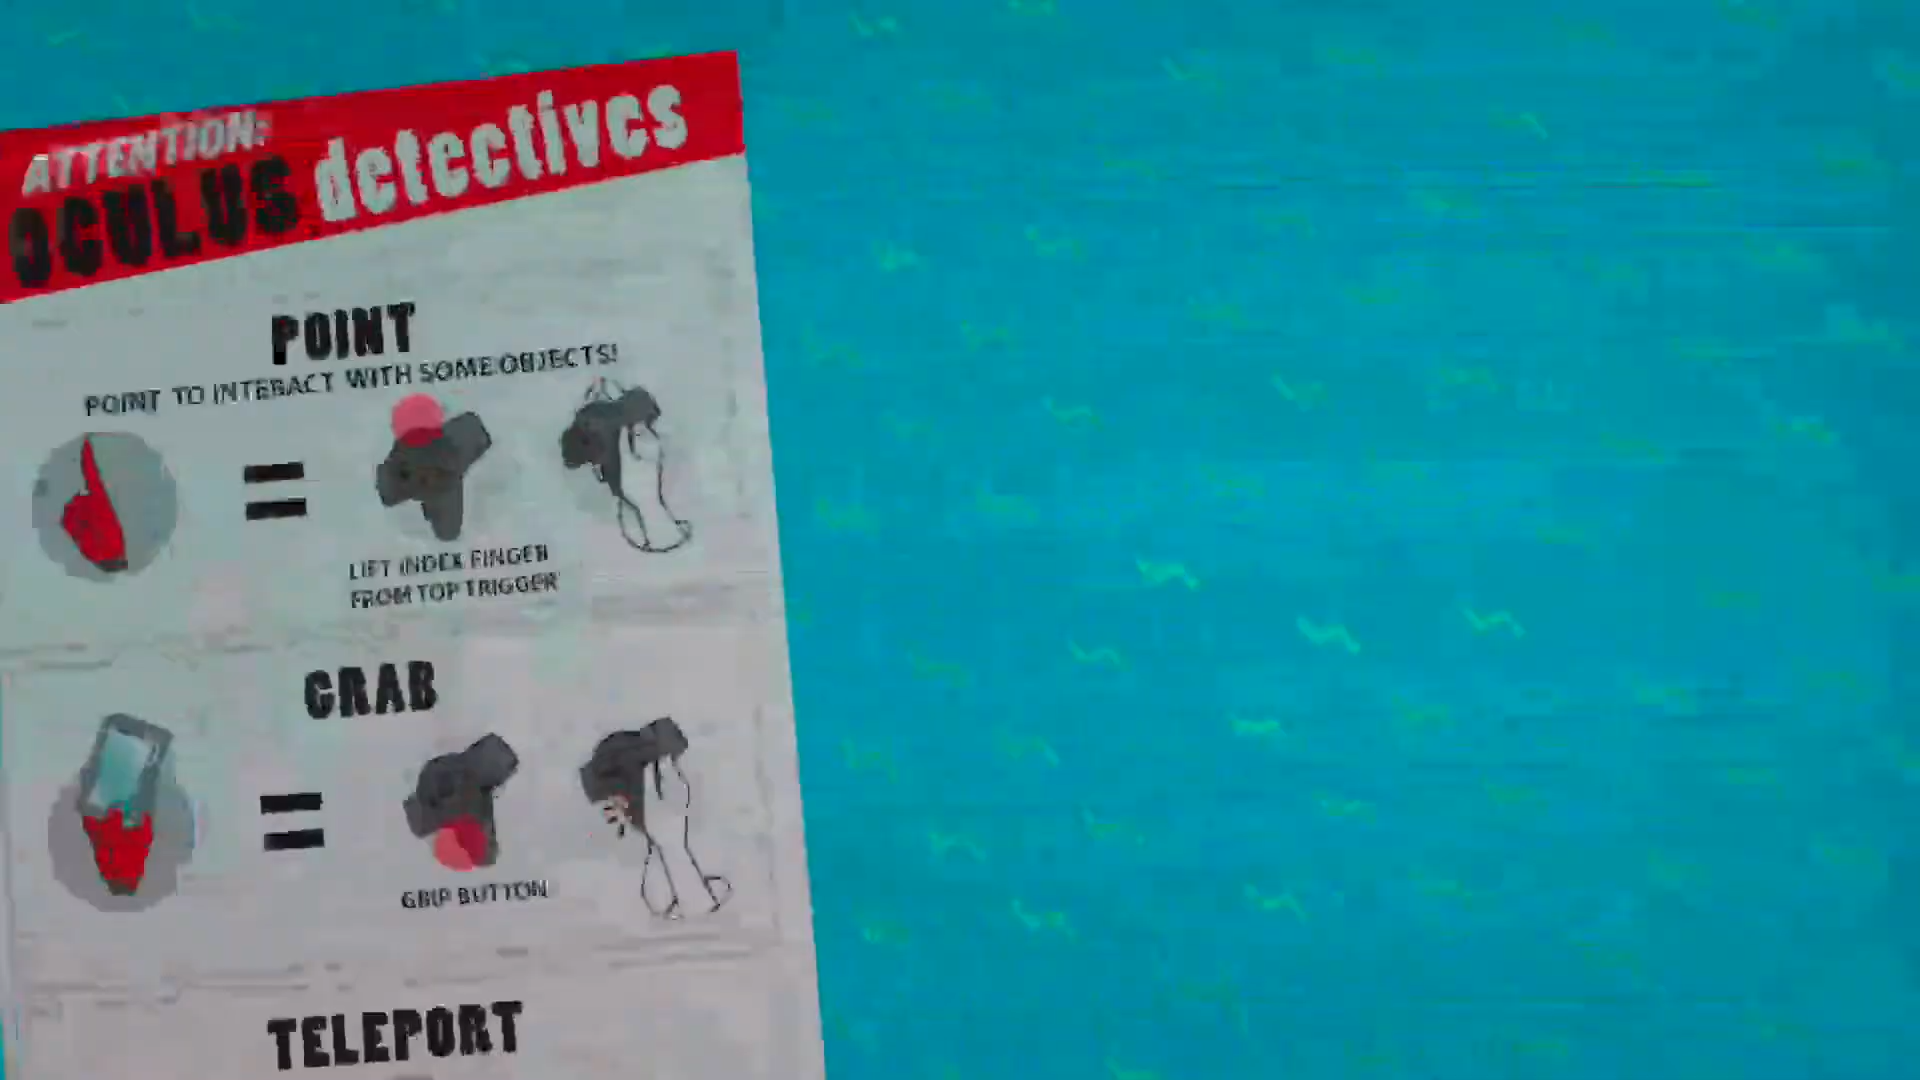 ATTENTION:
OCULUS detectives
POINT
POINT TO INTERACT WITH SOME OBJECTS!
LIFT INDEX FINGER
FROM TOP TRIGGER
GRAB
GRIP BUTTON
TELEPORT